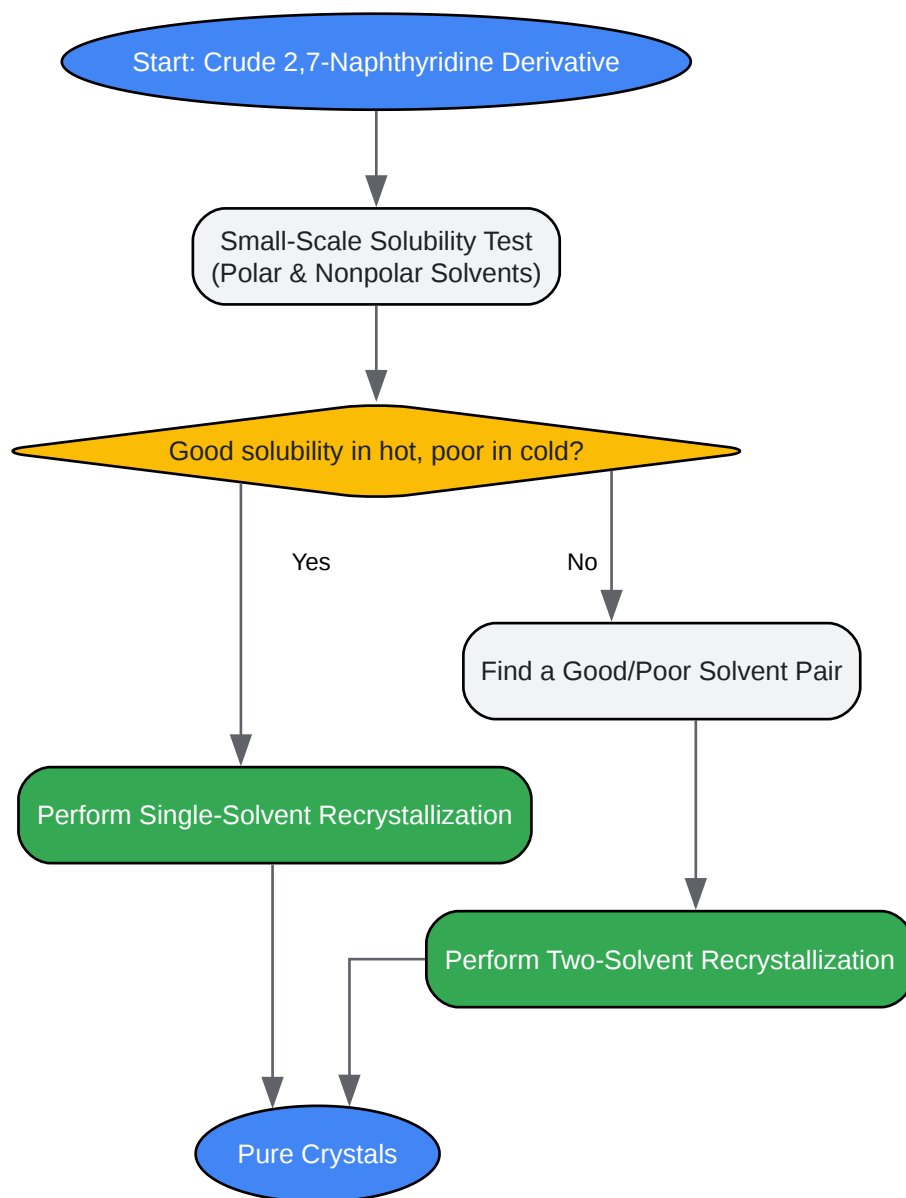 Start: Crude 2,7-Naphthyridine Derivative
Small-Scale Solubility Test
(Polar & Nonpolar Solvents)
Good solubility in hot, poor in cold?
Yes
No
Find a Good/Poor Solvent Pair
Perform Single-Solvent Recrystallization
Perform Two-Solvent Recrystallization
Pure Crystals